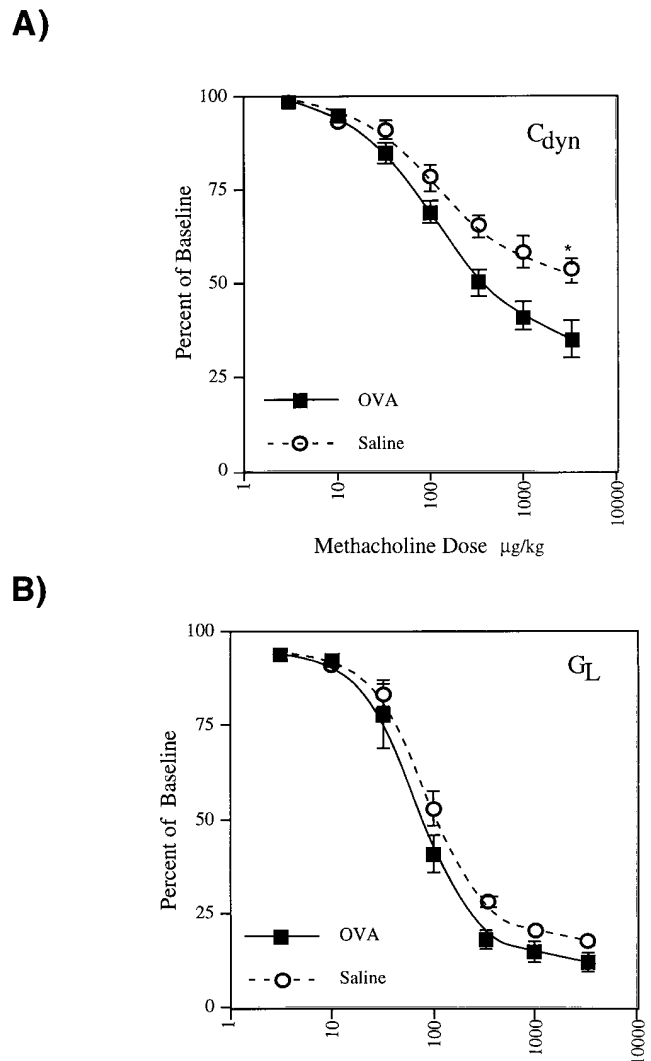 A)
100
75
50
25
0
Percent of Baseline
Cdyn
*
OVA
Saline
1
10
100
1000
10000
Methacholine Dose μg/kg
B)
100
75
50
25
0
Percent of Baseline
GL
OVA
Saline
1
10
100
1000
10000